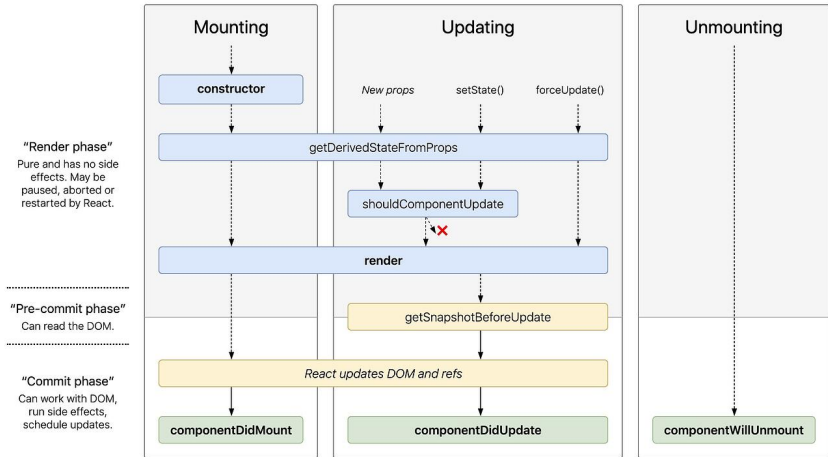 Mounting
Updating
Unmounting
constructor
New props
setState()
forceUpdate()
"Render phase"
Pure and has no side
effects. May be
paused, aborted or
restarted by React.
getDerivedStateFromProps
shouldComponentUpdate
render
"Pre-commit phase"
Can read the DOM.
getSnapshotBeforeUpdate
"Commit phase"
Can work with DOM,
run side effects,
schedule updates.
React updates DOM and refs
componentDidMount
componentDidUpdate
componentWillUnmount